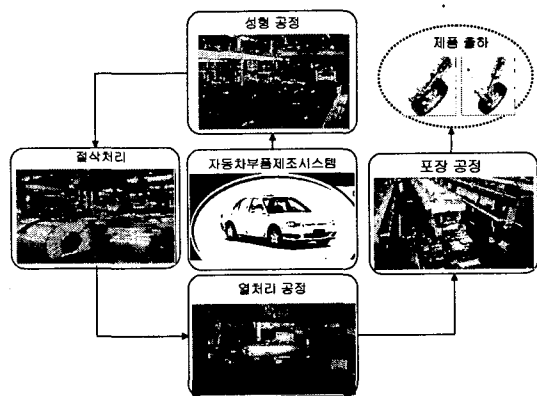 성형 공정
제품 출하
절삭처리
자동차부품제조시스템
포장 공정
열처리 공정